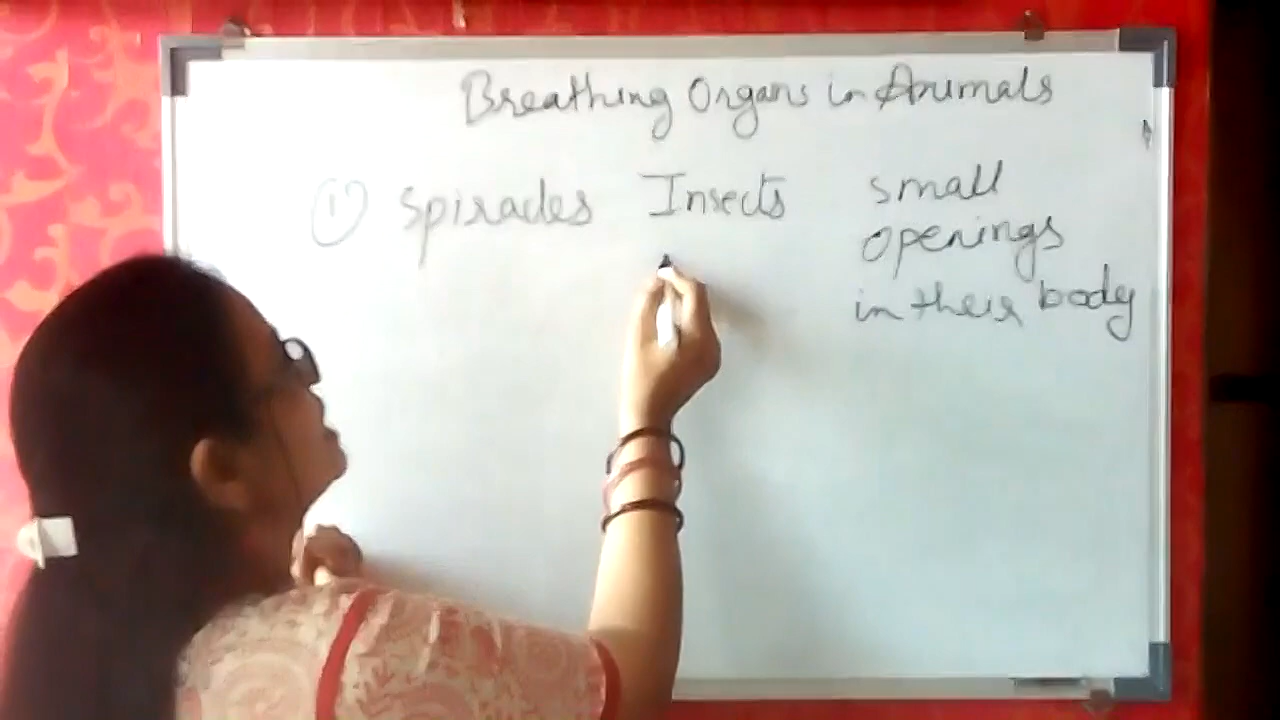 Breathing Organs in Animals
① Spiracles Insects small
openings
in their body